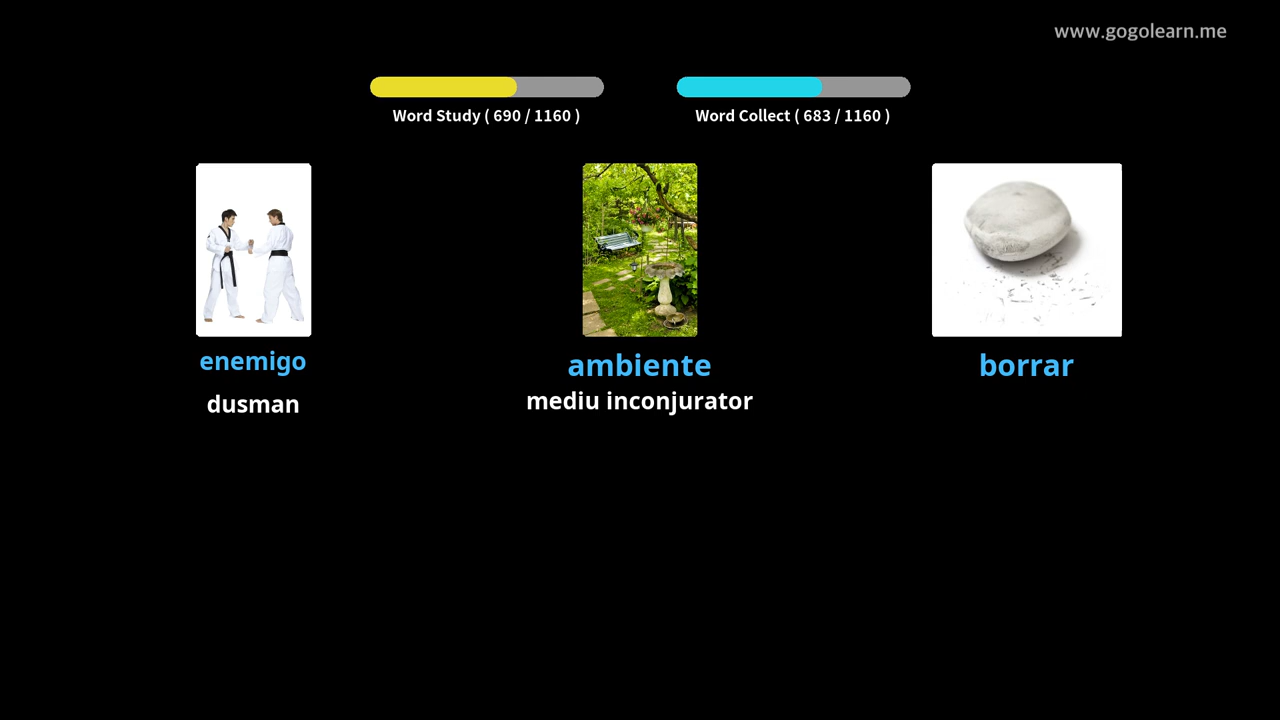 www.gogolearn.me
Word Study ( 690 / 1160 )
Word Collect ( 683 / 1160 )
enemigo
dusman
ambiente
mediu inconjurator
borrar